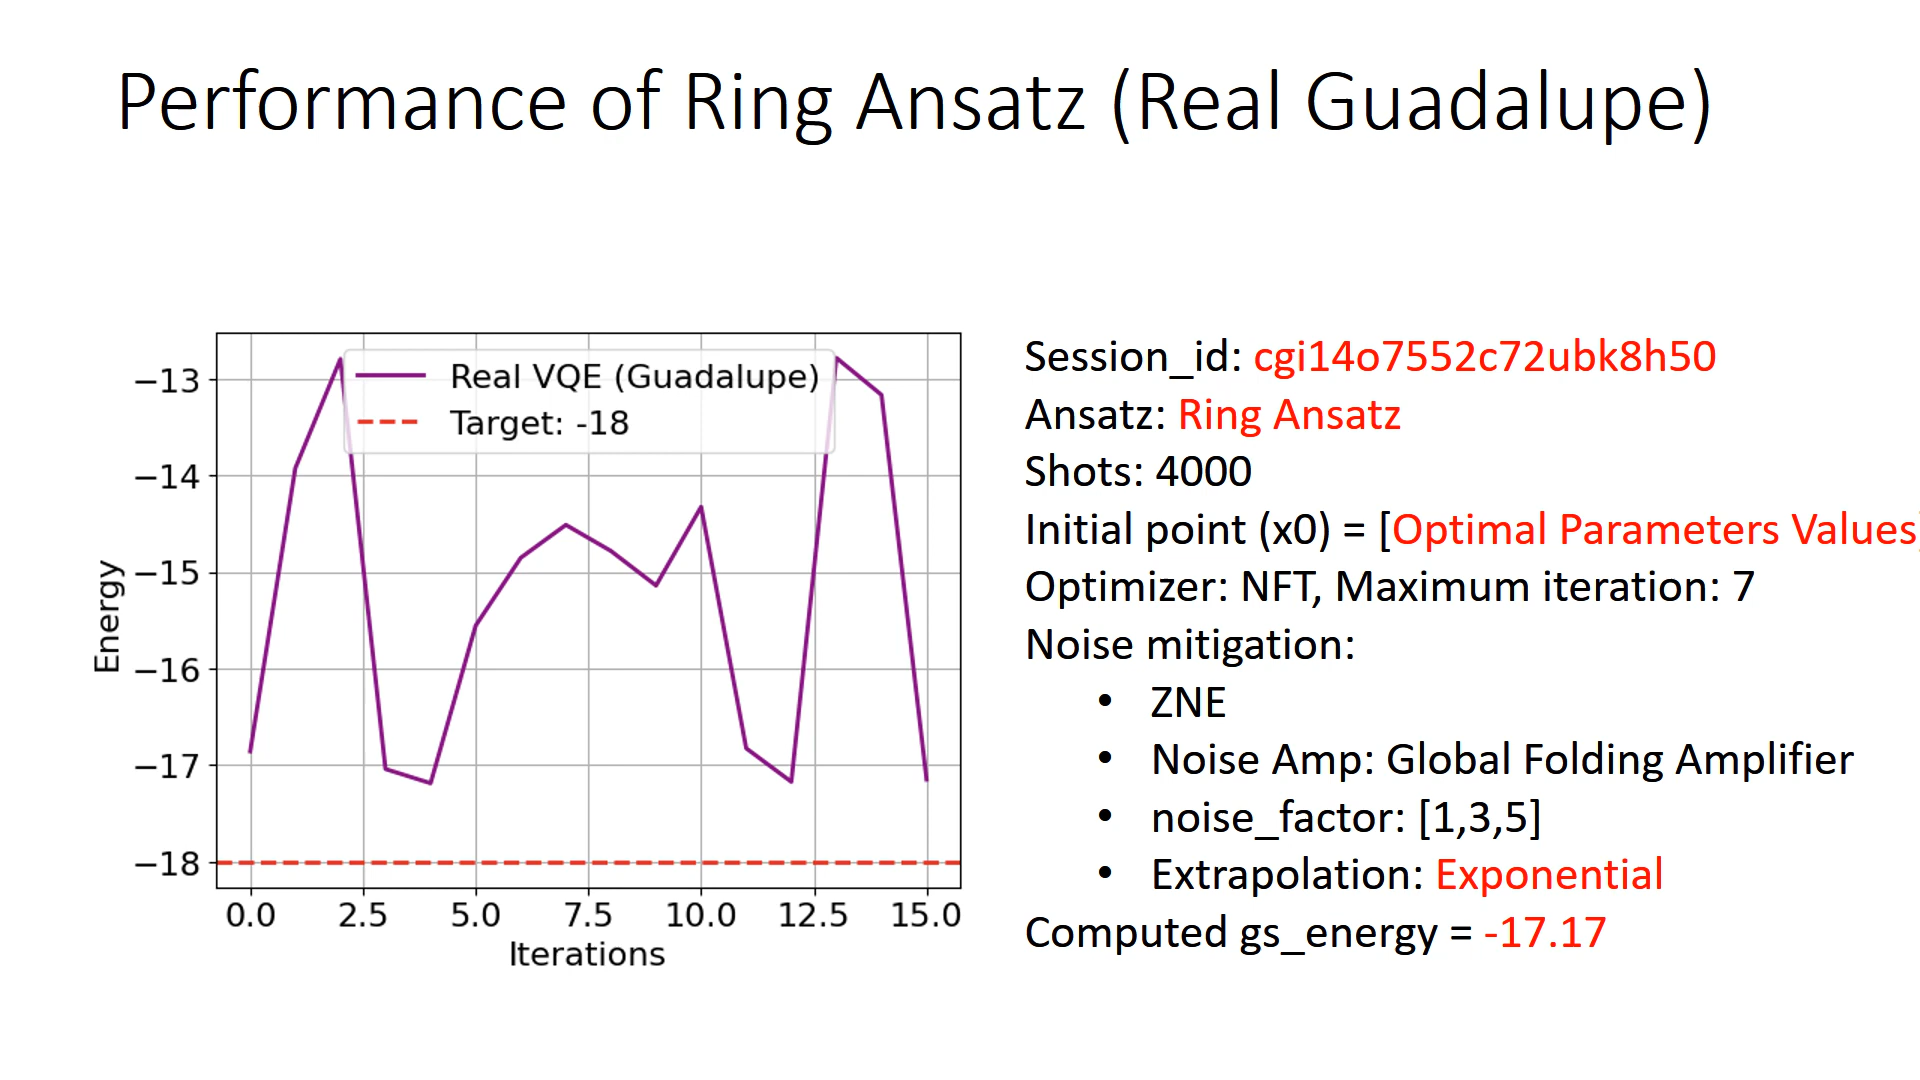 Performance of Ring Ansatz (Real Guadalupe)
Real VQE (Guadalupe)
Target: -18
−13
−14
−15
−16
−17
−18
Energy
0.0 2.5 5.0 7.5 10.0 12.5 15.0
Iterations
Session_id: cgi14o7552c72ubk8h50
Ansatz: Ring Ansatz
Shots: 4000
Initial point (x0) = [Optimal Parameters Values]
Optimizer: NFT, Maximum iteration: 7
Noise mitigation:
• ZNE
• Noise Amp: Global Folding Amplifier
• noise_factor: [1,3,5]
• Extrapolation: Exponential
Computed gs_energy = -17.17